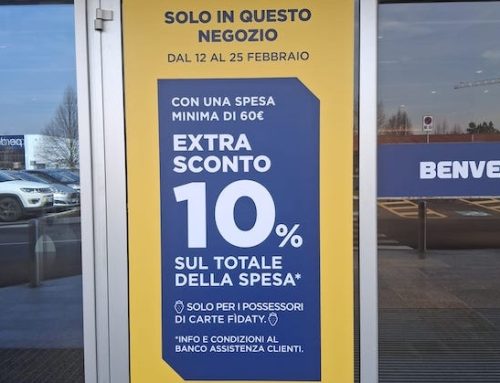 SOLO IN QUESTO
NEGOZIO
DAL 12 AL 25 FEBBRAIO
CON UNA SPESA
MINIMA DI 60€
EXTRA
SCONTO
10%
SUL TOTALE
DELLA SPESA*
SOLO PER I POSSESSORI
DI CARTE FÌDATY.
*INFO E CONDIZIONI AL
BANCO ASSISTENZA CLIENTI.
BENVE